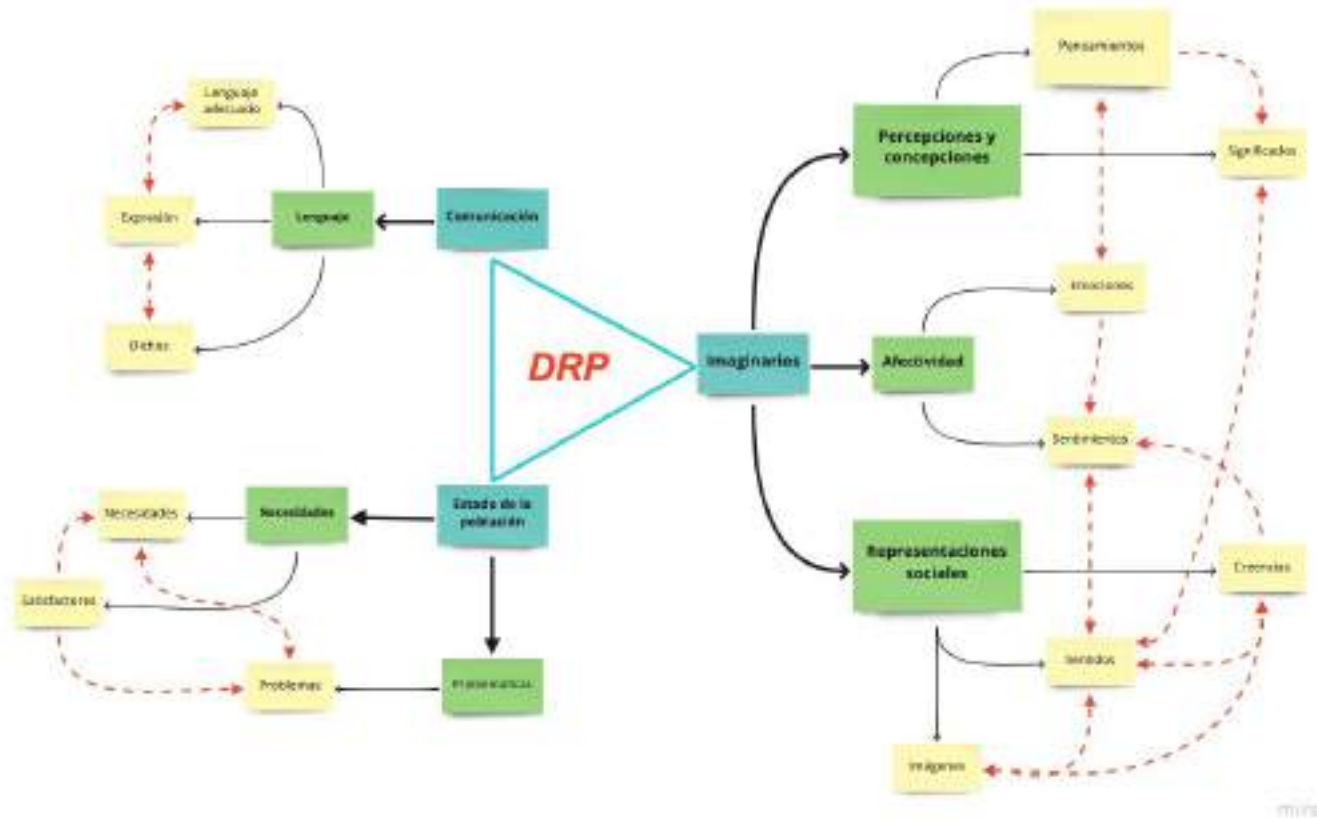 Pensamientos
Lenguaje
adecuado
Percepciones y
concepciones
Significados
Expresión
Lenguaje
Comunicación
Emociones
Dichos
DRP
Imaginarios
Afectividad
Sentimientos
Necesidades
Necesidades
Estado de la
población
Representaciones
sociales
Creencias
Satisfactores
Sentidos
Problemas
Problemáticas
Imágenes
miro